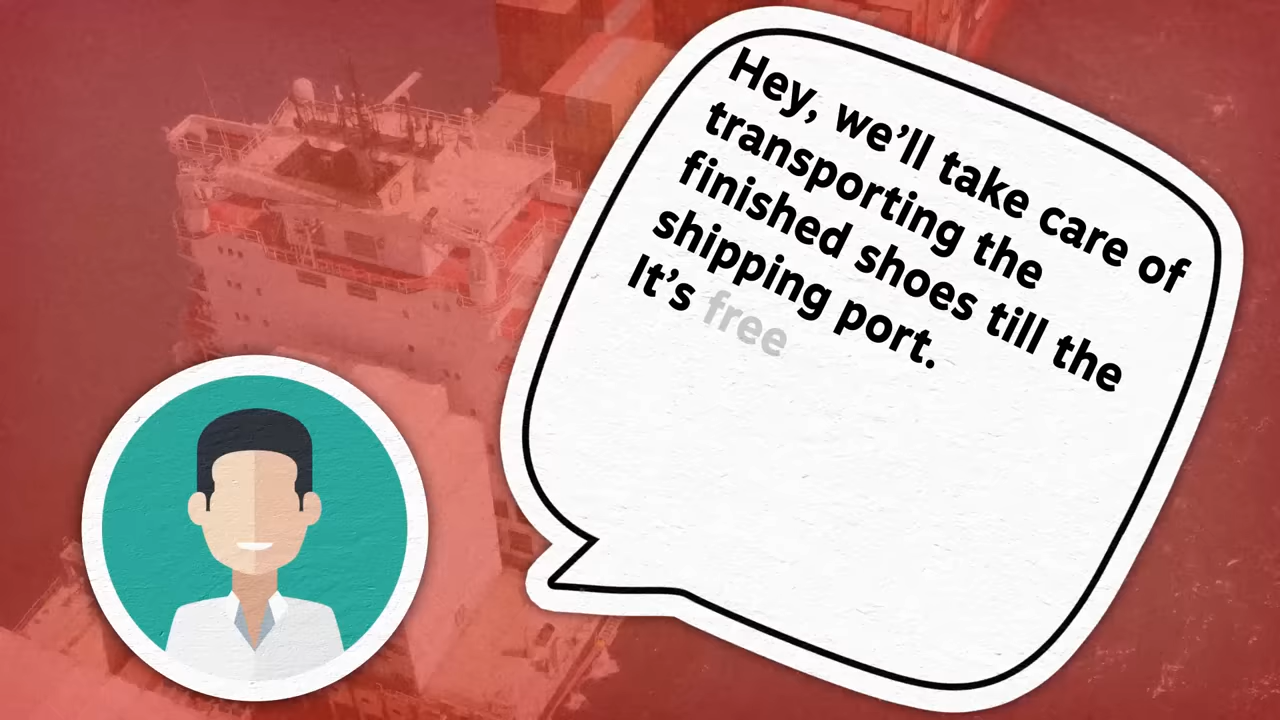 Hey, we’ll take care of
transporting the
finished shoes till the
shipping port.
It’s free